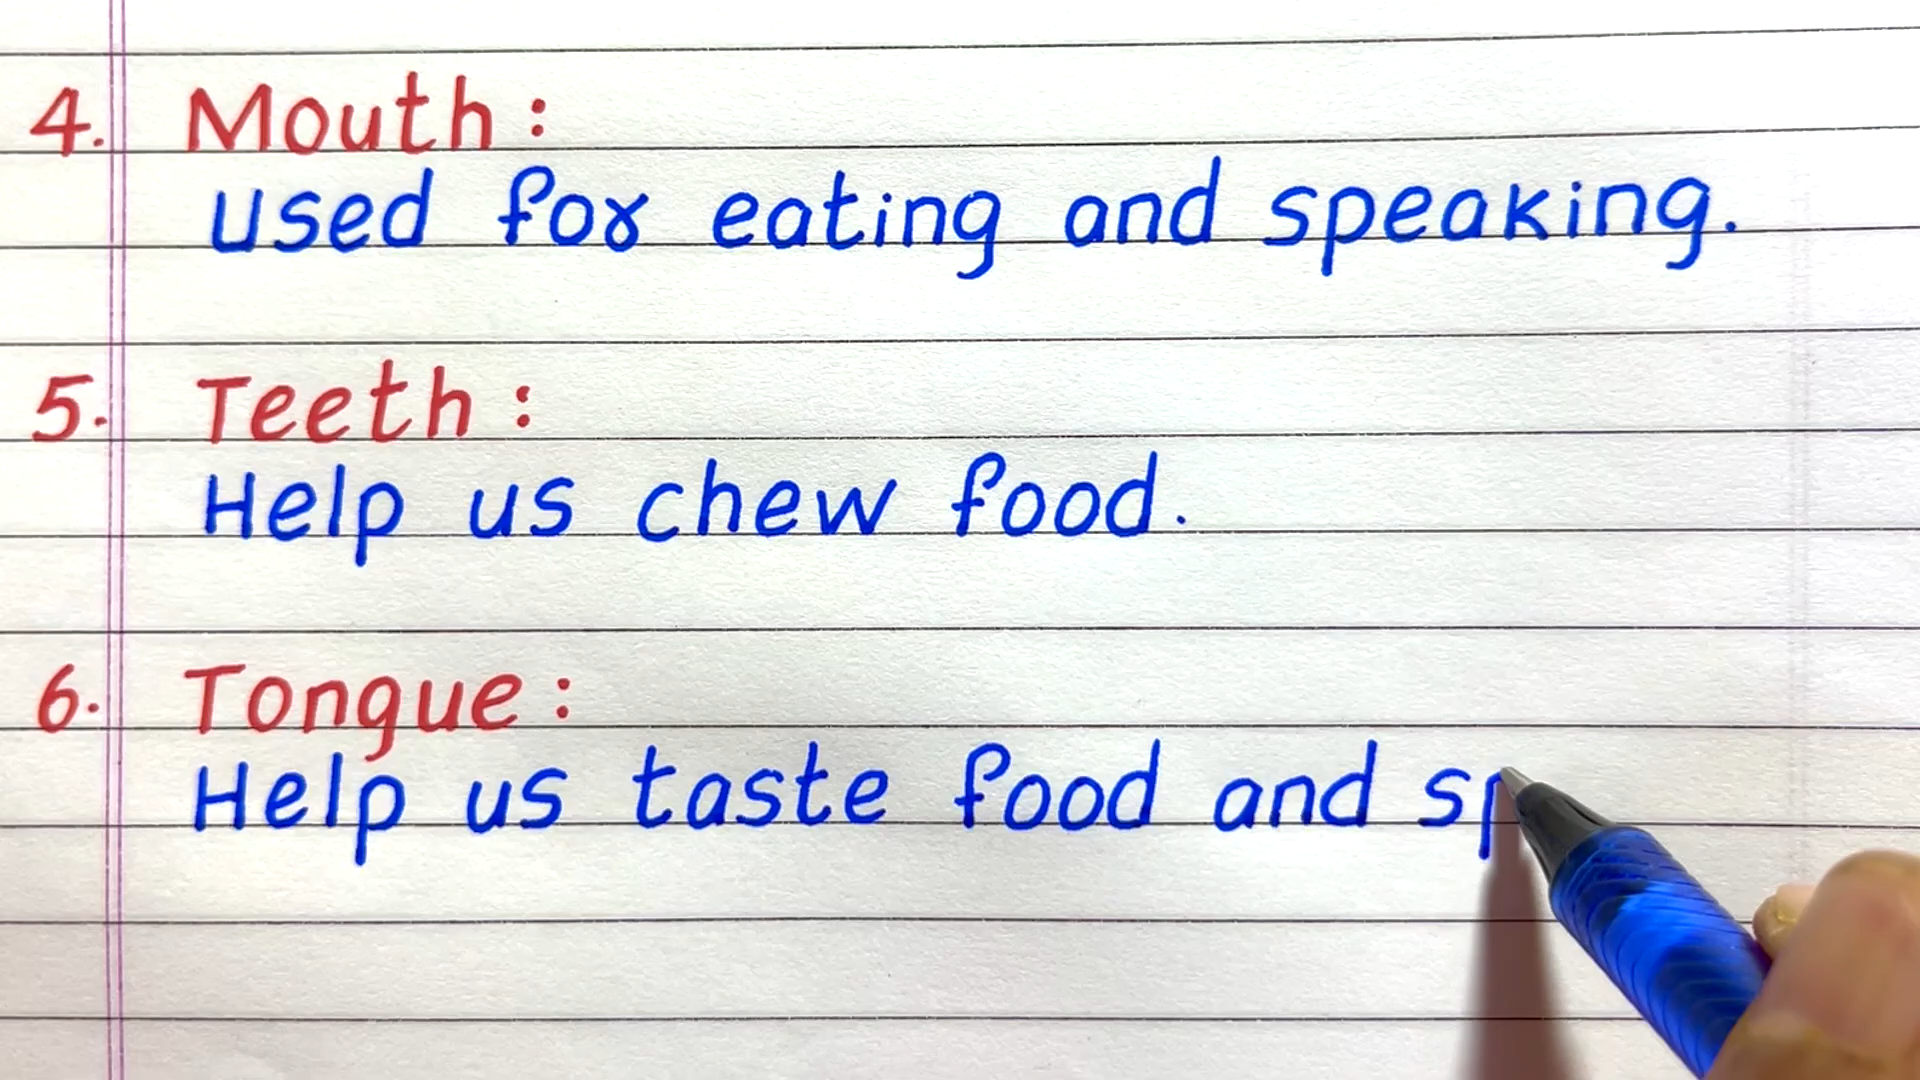 4. Mouth :
used for eating and speaking.
5. Teeth :
Help us chew food.
6. Tongue :
Help us taste food and sp